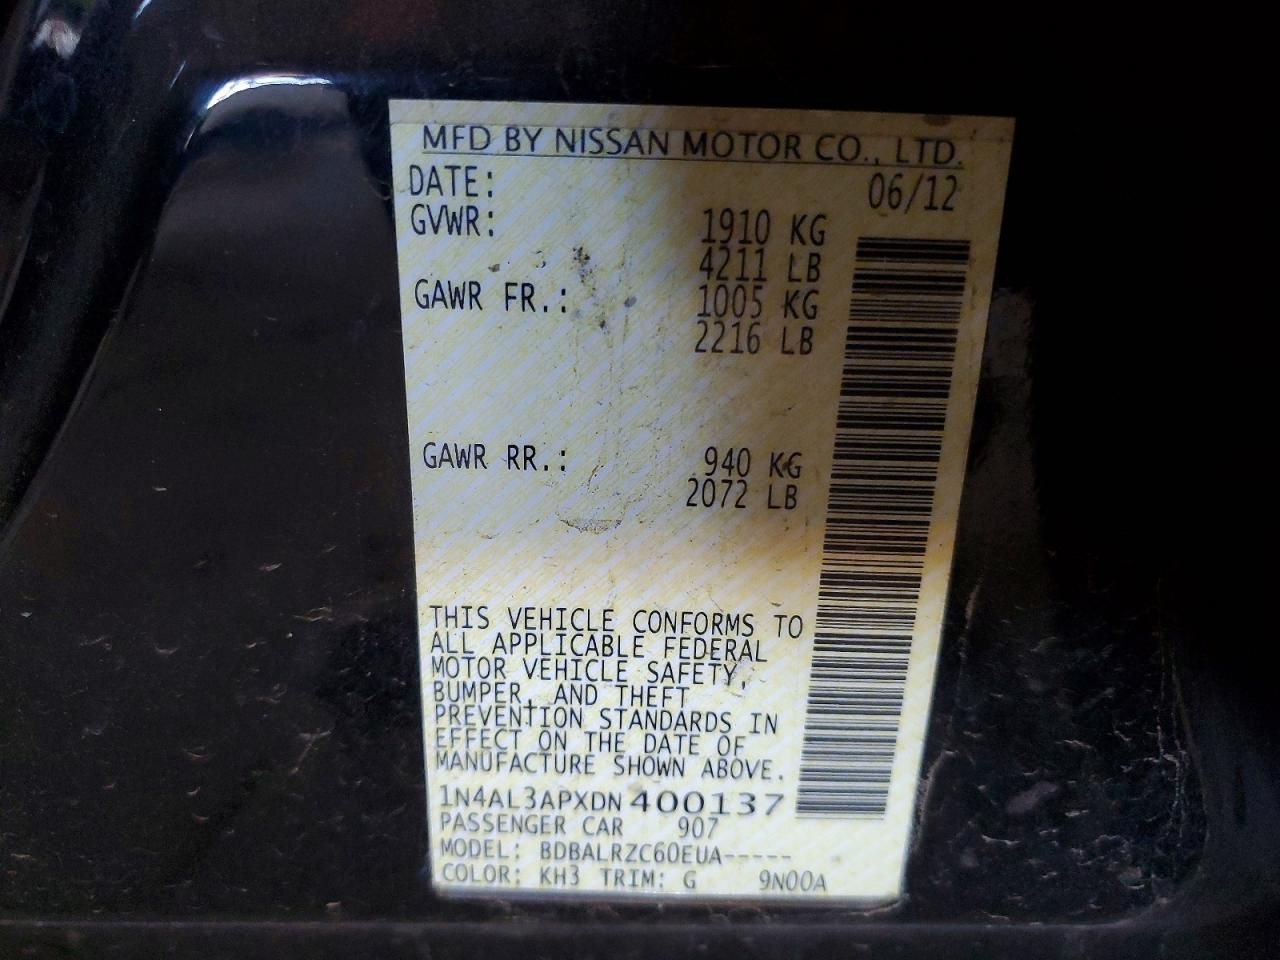 MFD BY NISSAN MOTOR CO., LTD.
DATE: 06/12
GVWR: 1910 KG
4211 LB
GAWR FR.: 1005 KG
2216 LB
GAWR RR.: 940 KG
2072 LB
THIS VEHICLE CONFORMS TO
ALL APPLICABLE FEDERAL
MOTOR VEHICLE SAFETY,
BUMPER, AND THEFT
PREVENTION STANDARDS IN
EFFECT ON THE DATE OF
MANUFACTURE SHOWN ABOVE.
1N4AL3APXDN400137
PASSENGER CAR 907
MODEL: BDBALRZC60EUA-----
COLOR: KH3 TRIM: G 9N00A